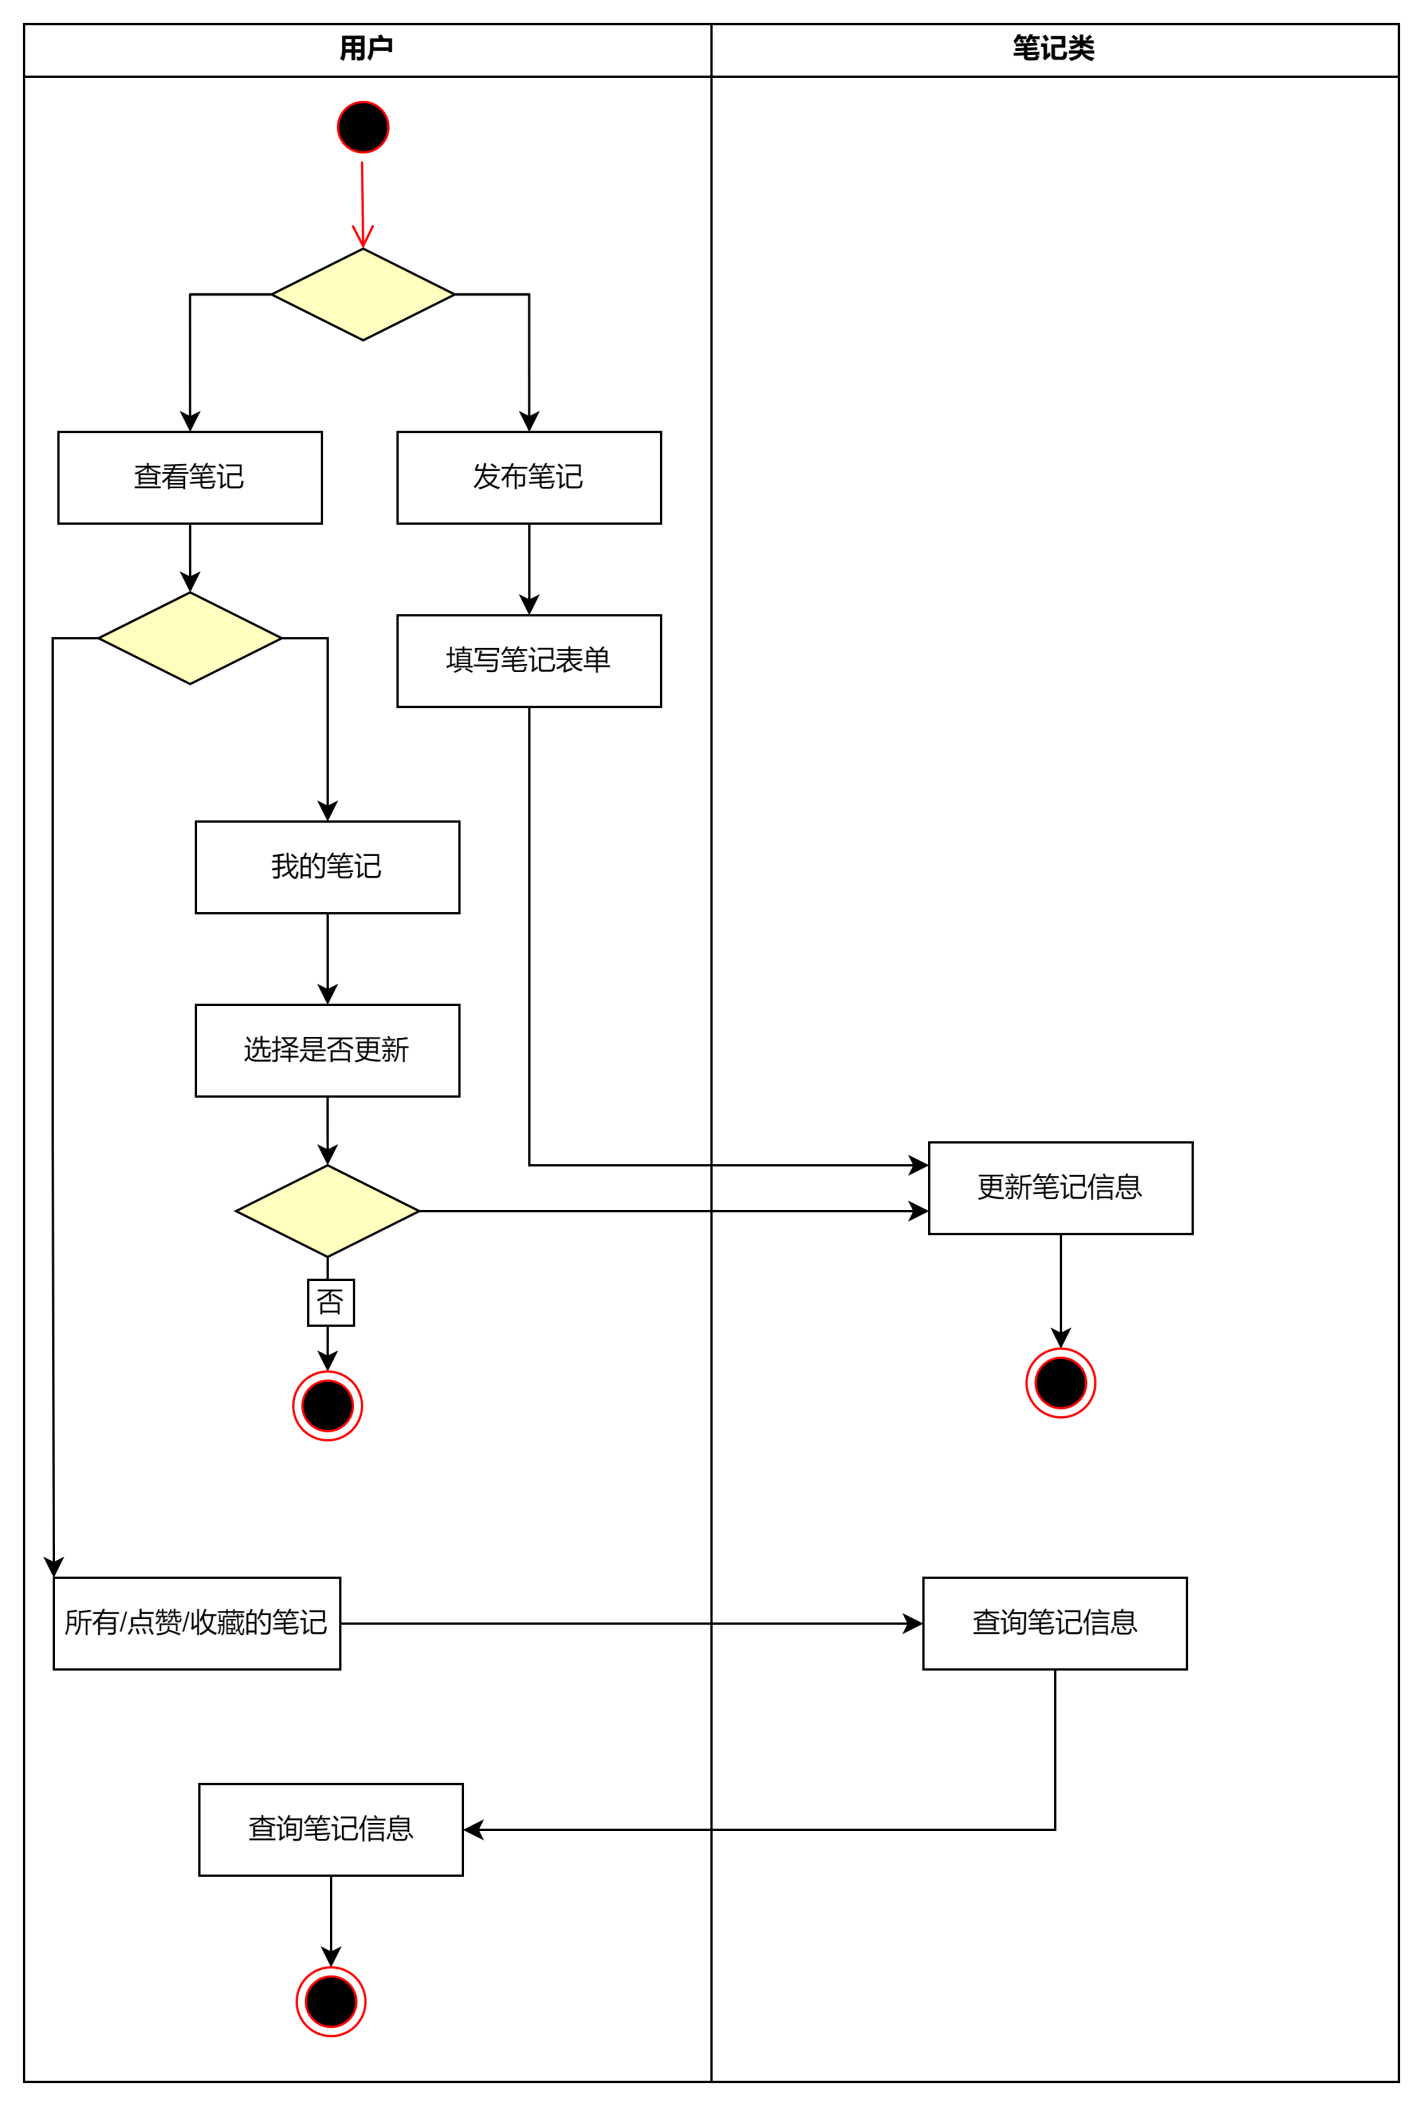 用户
笔记类
查看笔记
发布笔记
填写笔记表单
我的笔记
选择是否更新
更新笔记信息
否
所有/点赞/收藏的笔记
查询笔记信息
查询笔记信息